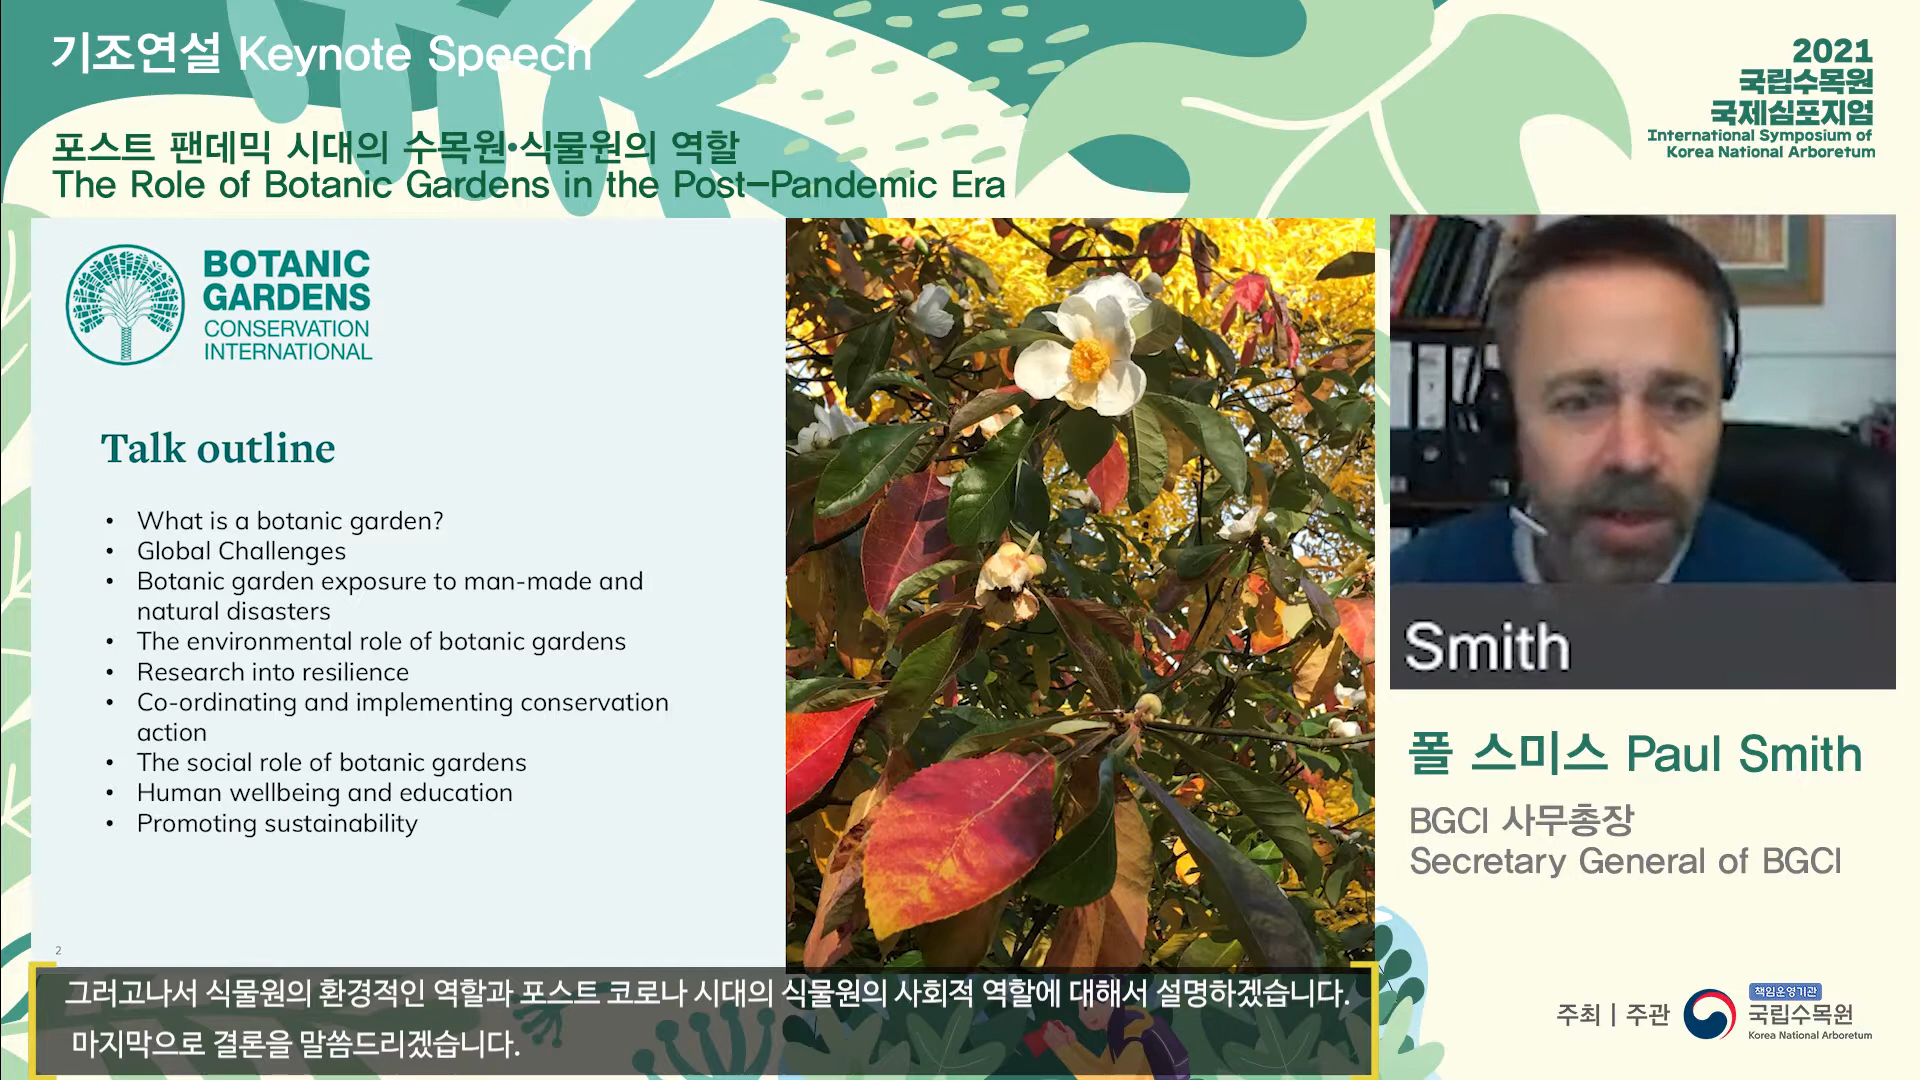 기조연설 Keynote Speech
2021
국립수목원
국제심포지엄
International Symposium of
Korea National Arboretum
포스트 팬데믹 시대의 수목원•식물원의 역할
The Role of Botanic Gardens in the Post-Pandemic Era
BOTANIC
GARDENS
CONSERVATION
INTERNATIONAL
Talk outline
• What is a botanic garden?
• Global Challenges
• Botanic garden exposure to man-made and
natural disasters
• The environmental role of botanic gardens
• Research into resilience
• Co-ordinating and implementing conservation
action
• The social role of botanic gardens
• Human wellbeing and education
• Promoting sustainability
2
Smith
폴 스미스 Paul Smith
BGCI 사무총장
Secretary General of BGCI
그러고나서 식물원의 환경적인 역할과 포스트 코로나 시대의 식물원의 사회적 역할에 대해서 설명하겠습니다.
마지막으로 결론을 말씀드리겠습니다.
주최 | 주관
책임운영기관
국립수목원
Korea National Arboretum